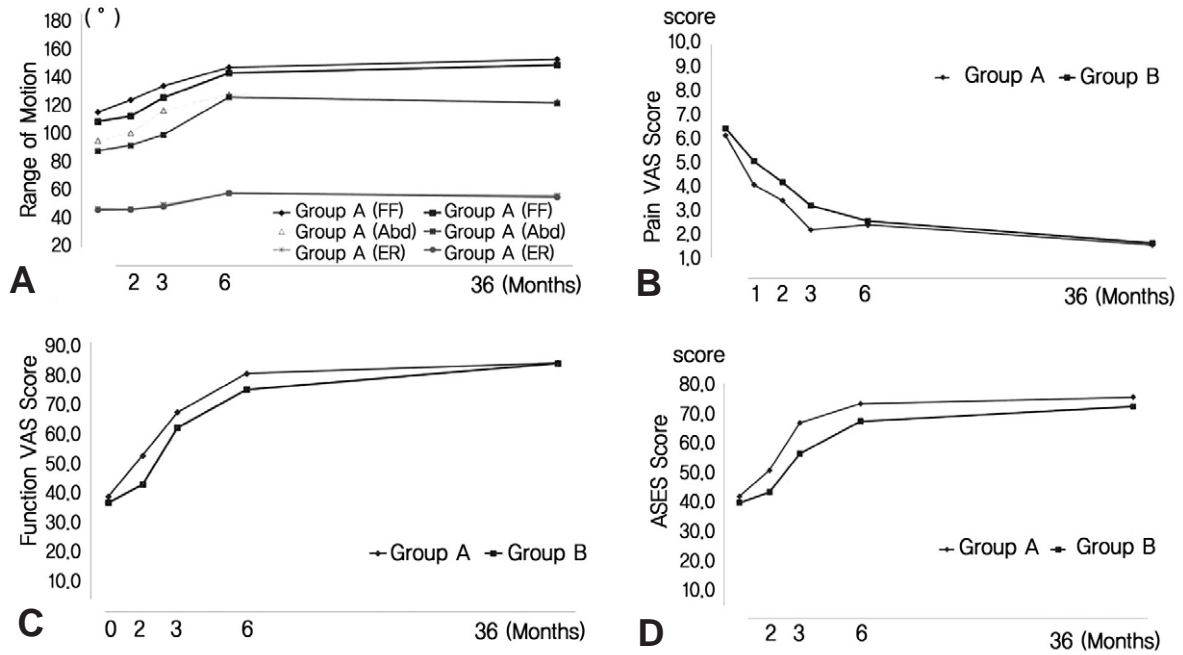 180 (°)
160
140
120
100
80
60
40
20
Range of Motion
Group A (FF) Group A (FF)
Group A (Abd) Group A (Abd)
Group A (ER) Group A (ER)
2 3 6 36 (Months)
A
score
10.0
9.0
8.0
7.0
6.0
5.0
4.0
3.0
2.0
1.0
Pain VAS Score
Group A Group B
1 2 3 6 36 (Months)
B
90.0
80.0
70.0
60.0
50.0
40.0
30.0
20.0
10.0
Function VAS Score
Group A Group B
0 2 3 6 36 (Months)
C
score
80.0
70.0
60.0
50.0
40.0
30.0
20.0
10.0
ASES Score
Group A Group B
2 3 6 36 (Months)
D